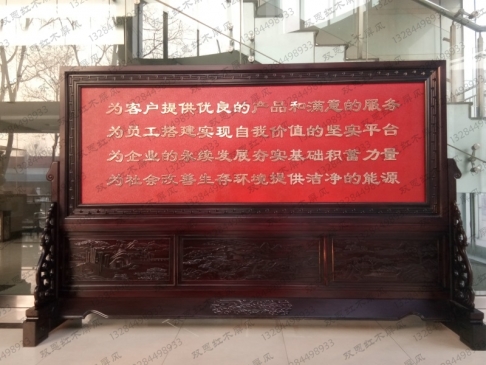 为客户提供优良的产品和满意的服务
为员工搭建实现自我价值的坚实平台
为企业的永续发展夯实基础积蓄力量
为社会改善生存环境提供洁净的能源
13284498933